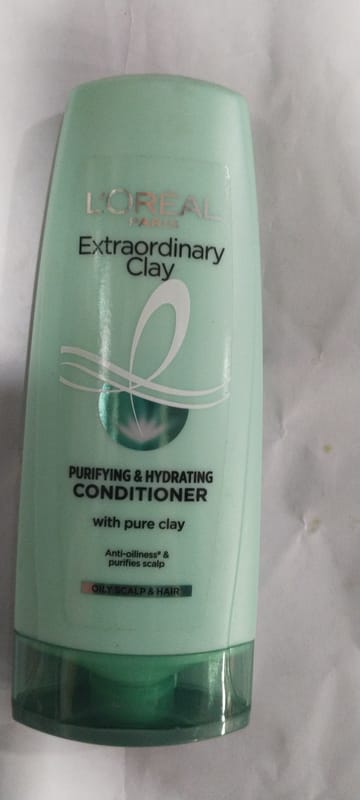 L'ORÉAL
PARIS
Extraordinary
Clay
PURIFYING & HYDRATING
CONDITIONER
with pure clay
Anti-oiliness* &
purifies scalp
OILY SCALP & HAIR